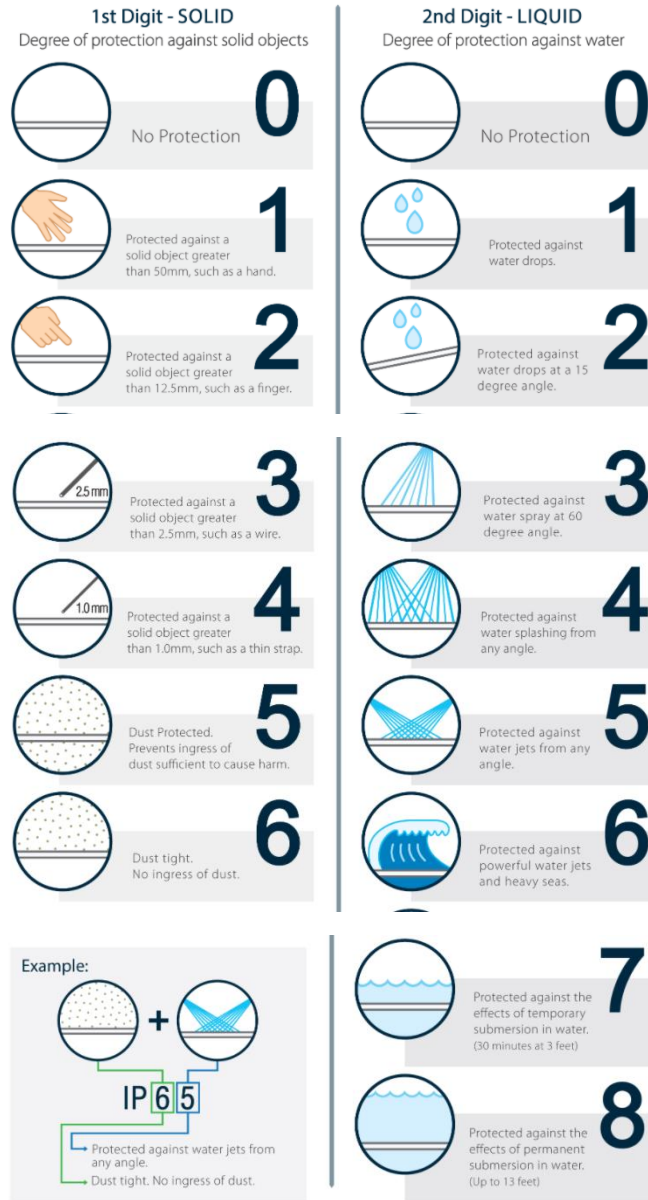 1st Digit - SOLID
Degree of protection against solid objects
0
No Protection
1
Protected against a
solid object greater
than 50mm, such as a hand.
2
Protected against a
solid object greater
than 12.5mm, such as a finger.
2.5 mm
3
Protected against a
solid object greater
than 2.5mm, such as a wire.
1.0 mm
4
Protected against a
solid object greater
than 1.0mm, such as a thin strap.
5
Dust Protected.
Prevents ingress of
dust sufficient to cause harm.
6
Dust tight.
No ingress of dust.
Example:
+
IP 6 5
Protected against water jets from
any angle.
Dust tight. No ingress of dust.
2nd Digit - LIQUID
Degree of protection against water
0
No Protection
1
Protected against
water drops.
2
Protected against
water drops at a 15
degree angle.
3
Protected against
water spray at 60
degree angle.
4
Protected against
water splashing from
any angle.
5
Protected against
water jets from any
angle.
6
Protected against
powerful water jets
and heavy seas.
7
Protected against the
effects of temporary
submersion in water.
(30 minutes at 3 feet)
8
Protected against the
effects of permanent
submersion in water.
(Up to 13 feet)